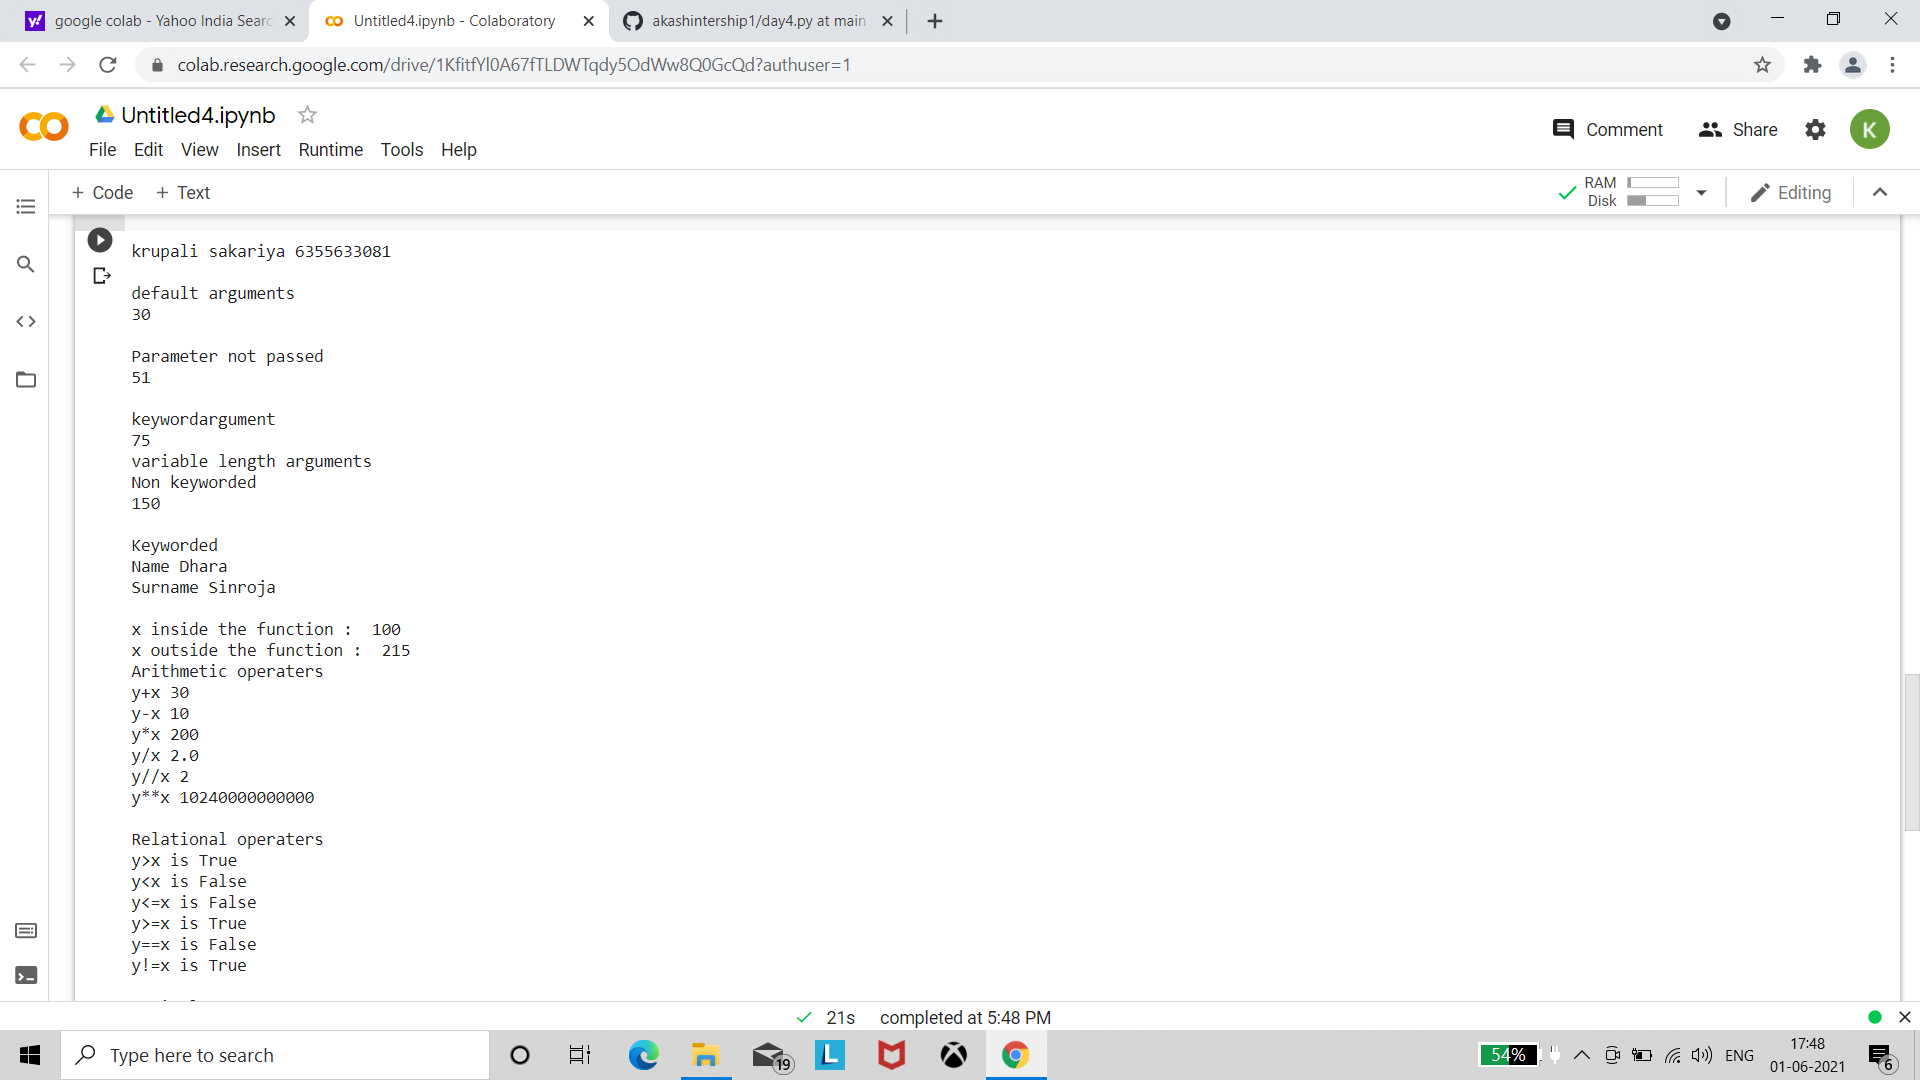 google colab - Yahoo India Searc
Untitled4.ipynb - Colaboratory
akashintership1/day4.py at main
colab.research.google.com/drive/1KfitfYl0A67fTLDWTqdy5OdWw8Q0GcQd?authuser=1
Untitled4.ipynb
Comment
Share
K
File Edit View Insert Runtime Tools Help
+ Code + Text
RAM
Disk
Editing
krupali sakariya 6355633081
default arguments
30
Parameter not passed
51
keywordargument
75
variable length arguments
Non keyworded
150
Keyworded
Name Dhara
Surname Sinroja
x inside the function :  100
x outside the function :  215
Arithmetic operaters
y+x 30
y-x 10
y*x 200
y/x 2.0
y//x 2
y**x 10240000000000
Relational operaters
y>x is True
y<x is False
y<=x is False
y>=x is True
y==x is False
y!=x is True
21s completed at 5:48 PM
Type here to search
19
L
54%
ENG
17:48
01-06-2021
6